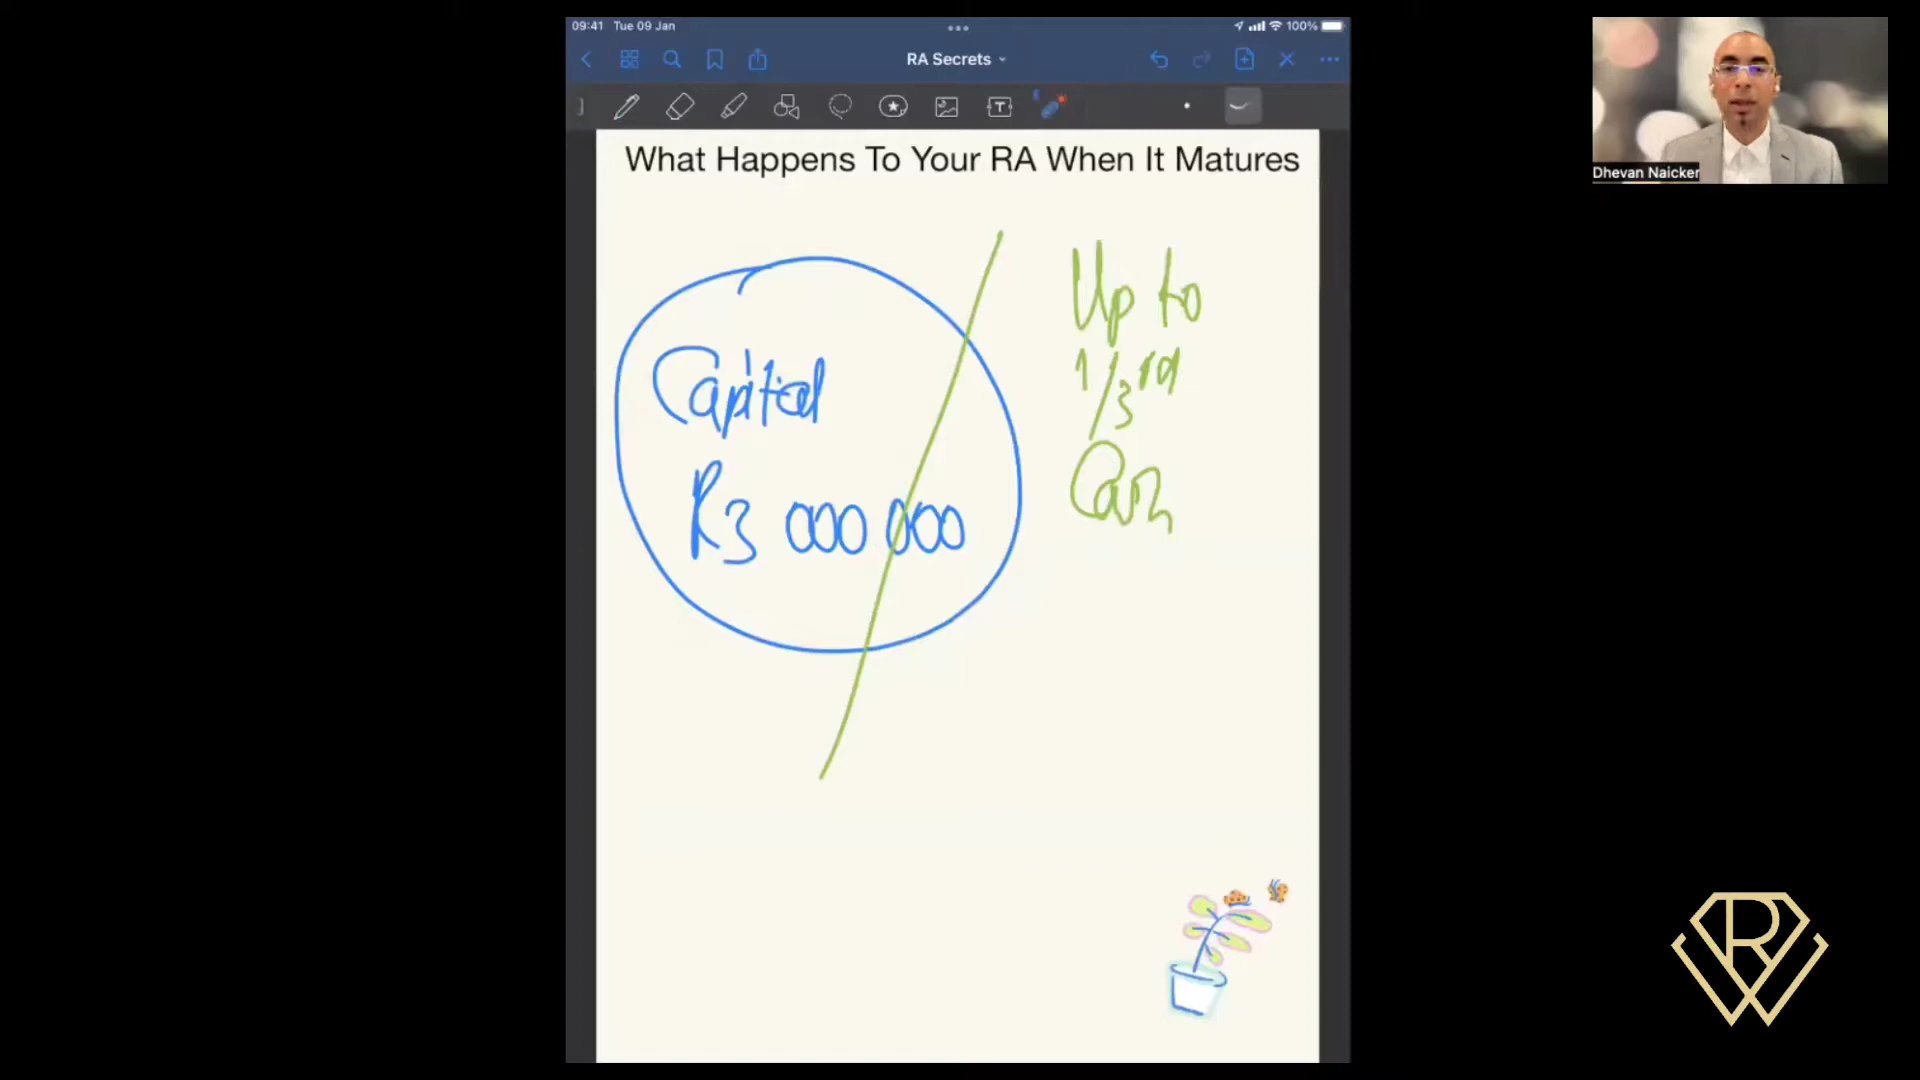 09:41 Tue 09 Jan
100%
RA Secrets
What Happens To Your RA When It Matures
Capital
R3 000 000
Up to
1/3rd
Cash
Dhevan Naicker
RW